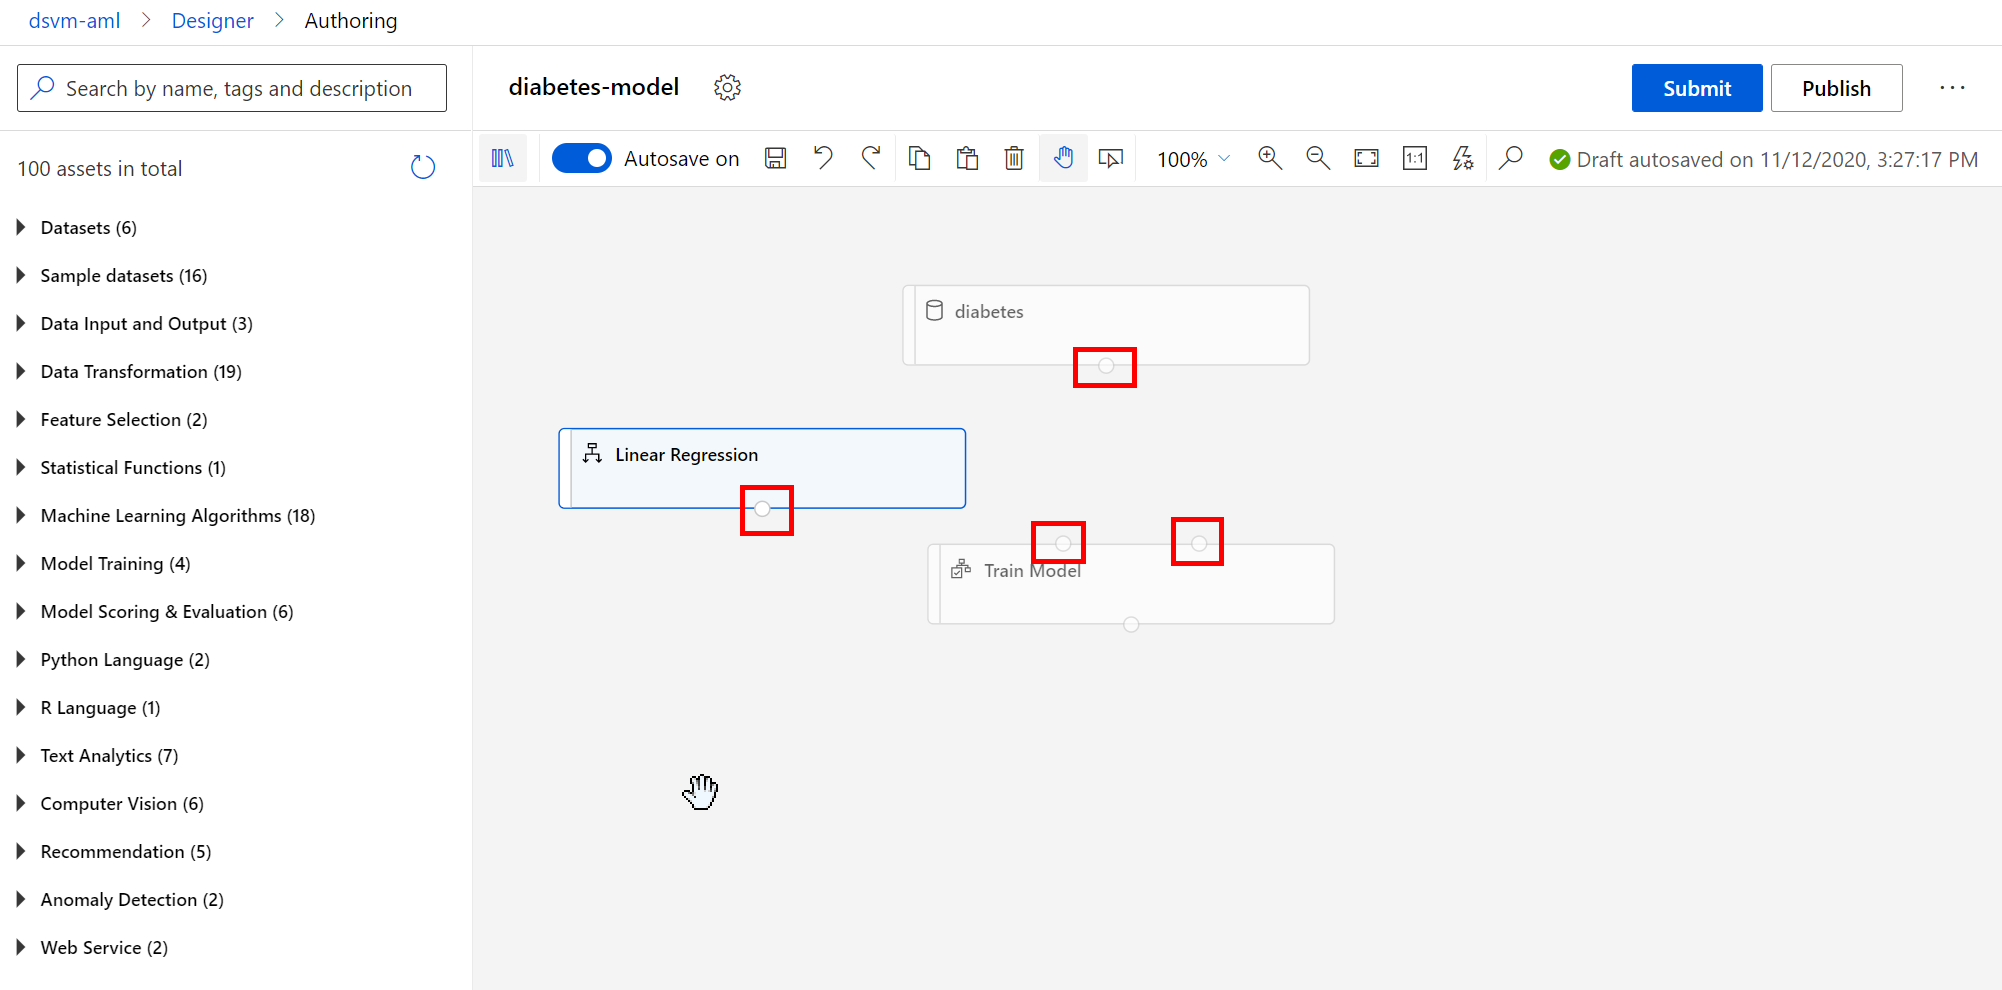 dsvm-aml > Designer > Authoring
Search by name, tags and description
diabetes-model
Submit
Publish
...
100 assets in total
Autosave on
100%
1:1
Draft autosaved on 11/12/2020, 3:27:17 PM
Datasets (6)
Sample datasets (16)
Data Input and Output (3)
Data Transformation (19)
Feature Selection (2)
Statistical Functions (1)
Machine Learning Algorithms (18)
Model Training (4)
Model Scoring & Evaluation (6)
Python Language (2)
R Language (1)
Text Analytics (7)
Computer Vision (6)
Recommendation (5)
Anomaly Detection (2)
Web Service (2)
diabetes
Linear Regression
Train Model